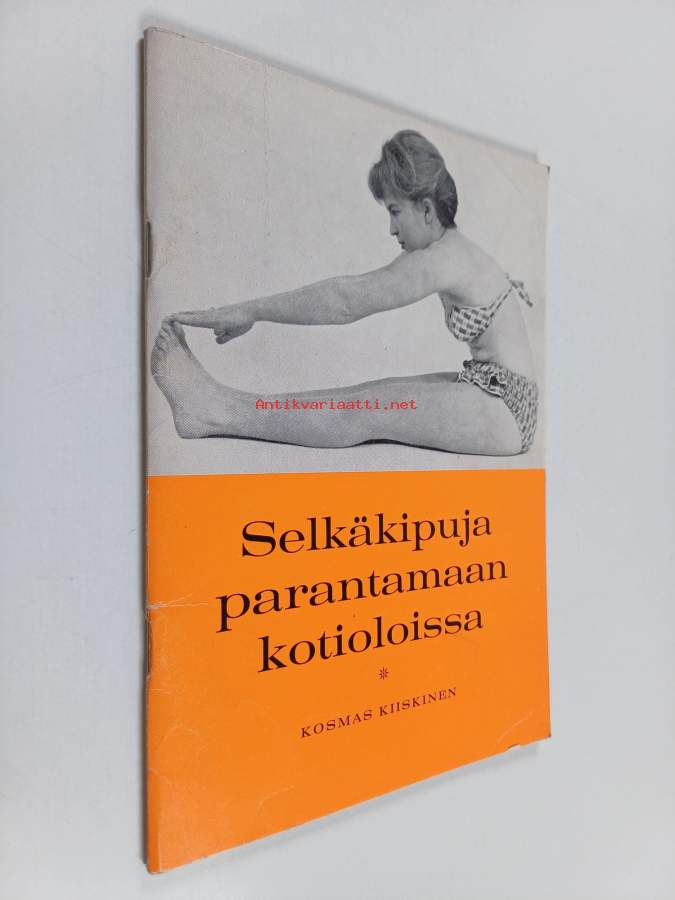 Antikvariaatti.net
Selkäkipuja
parantamaan
kotioloissa
KOSMAS KIISKINEN